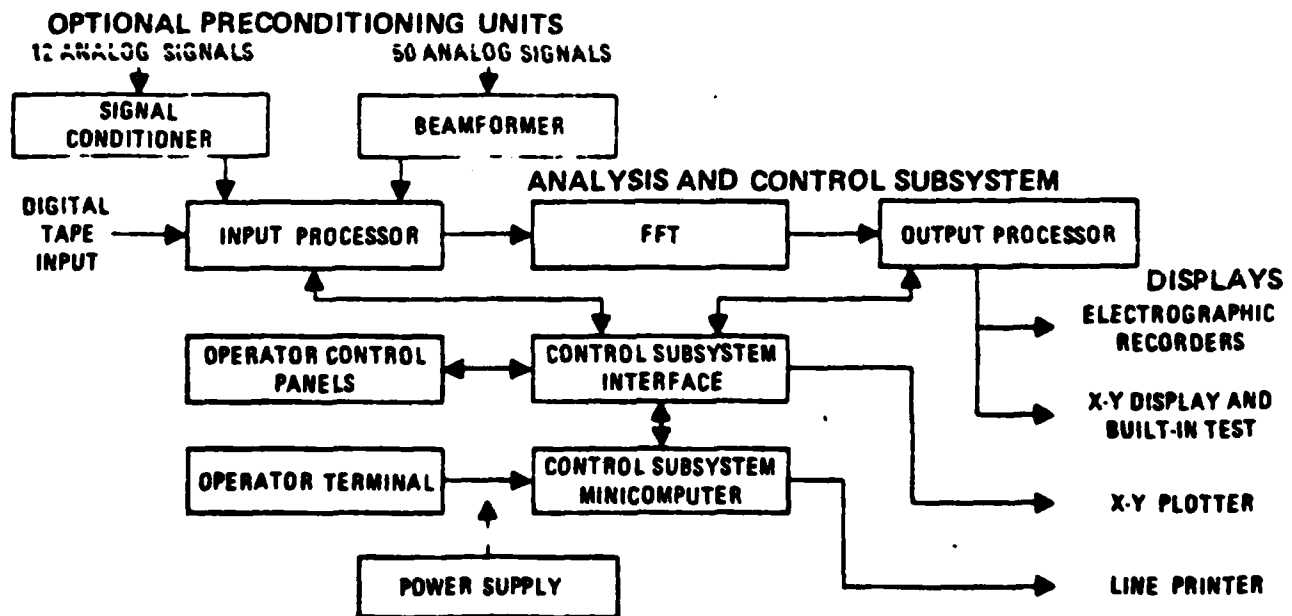 OPTIONAL PRECONDITIONING UNITS
12 ANALOG SIGNALS
50 ANALOG SIGNALS
SIGNAL
CONDITIONER
BEAMFORMER
ANALYSIS AND CONTROL SUBSYSTEM
DIGITAL
TAPE
INPUT
INPUT PROCESSOR
FFT
OUTPUT PROCESSOR
DISPLAYS
ELECTROGRAPHIC
RECORDERS
OPERATOR CONTROL
PANELS
CONTROL SUBSYSTEM
INTERFACE
X-Y DISPLAY AND
BUILT-IN TEST
OPERATOR TERMINAL
CONTROL SUBSYSTEM
MINICOMPUTER
X-Y PLOTTER
POWER SUPPLY
LINE PRINTER